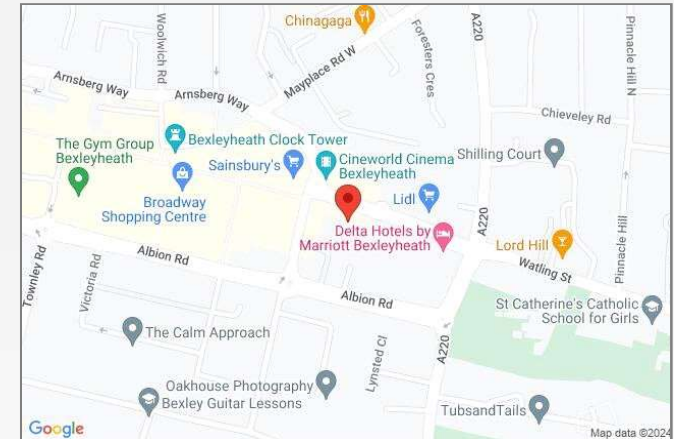 Chinagaga
Woolwich Rd
Mayplace Rd W
Foresters Cres
A220
Pinnacle Hill N
Arnsberg Way
Arnsberg Way
Chieveley Rd
The Gym Group
Bexleyheath
Bexleyheath Clock Tower
Sainsbury's
Cineworld Cinema
Bexleyheath
Shilling Court
Broadway
Shopping Centre
Lidl
A220
Delta Hotels by
Marriott Bexleyheath
Lord Hill
Pinnacle Hill
Watling St
Townley Rd
Victoria Rd
Albion Rd
Albion Rd
St Catherine's Catholic
School for Girls
The Calm Approach
Lynsted Cl
A220
Oakhouse Photography
Bexley Guitar Lessons
TubsandTails
Google
Map data ©2024